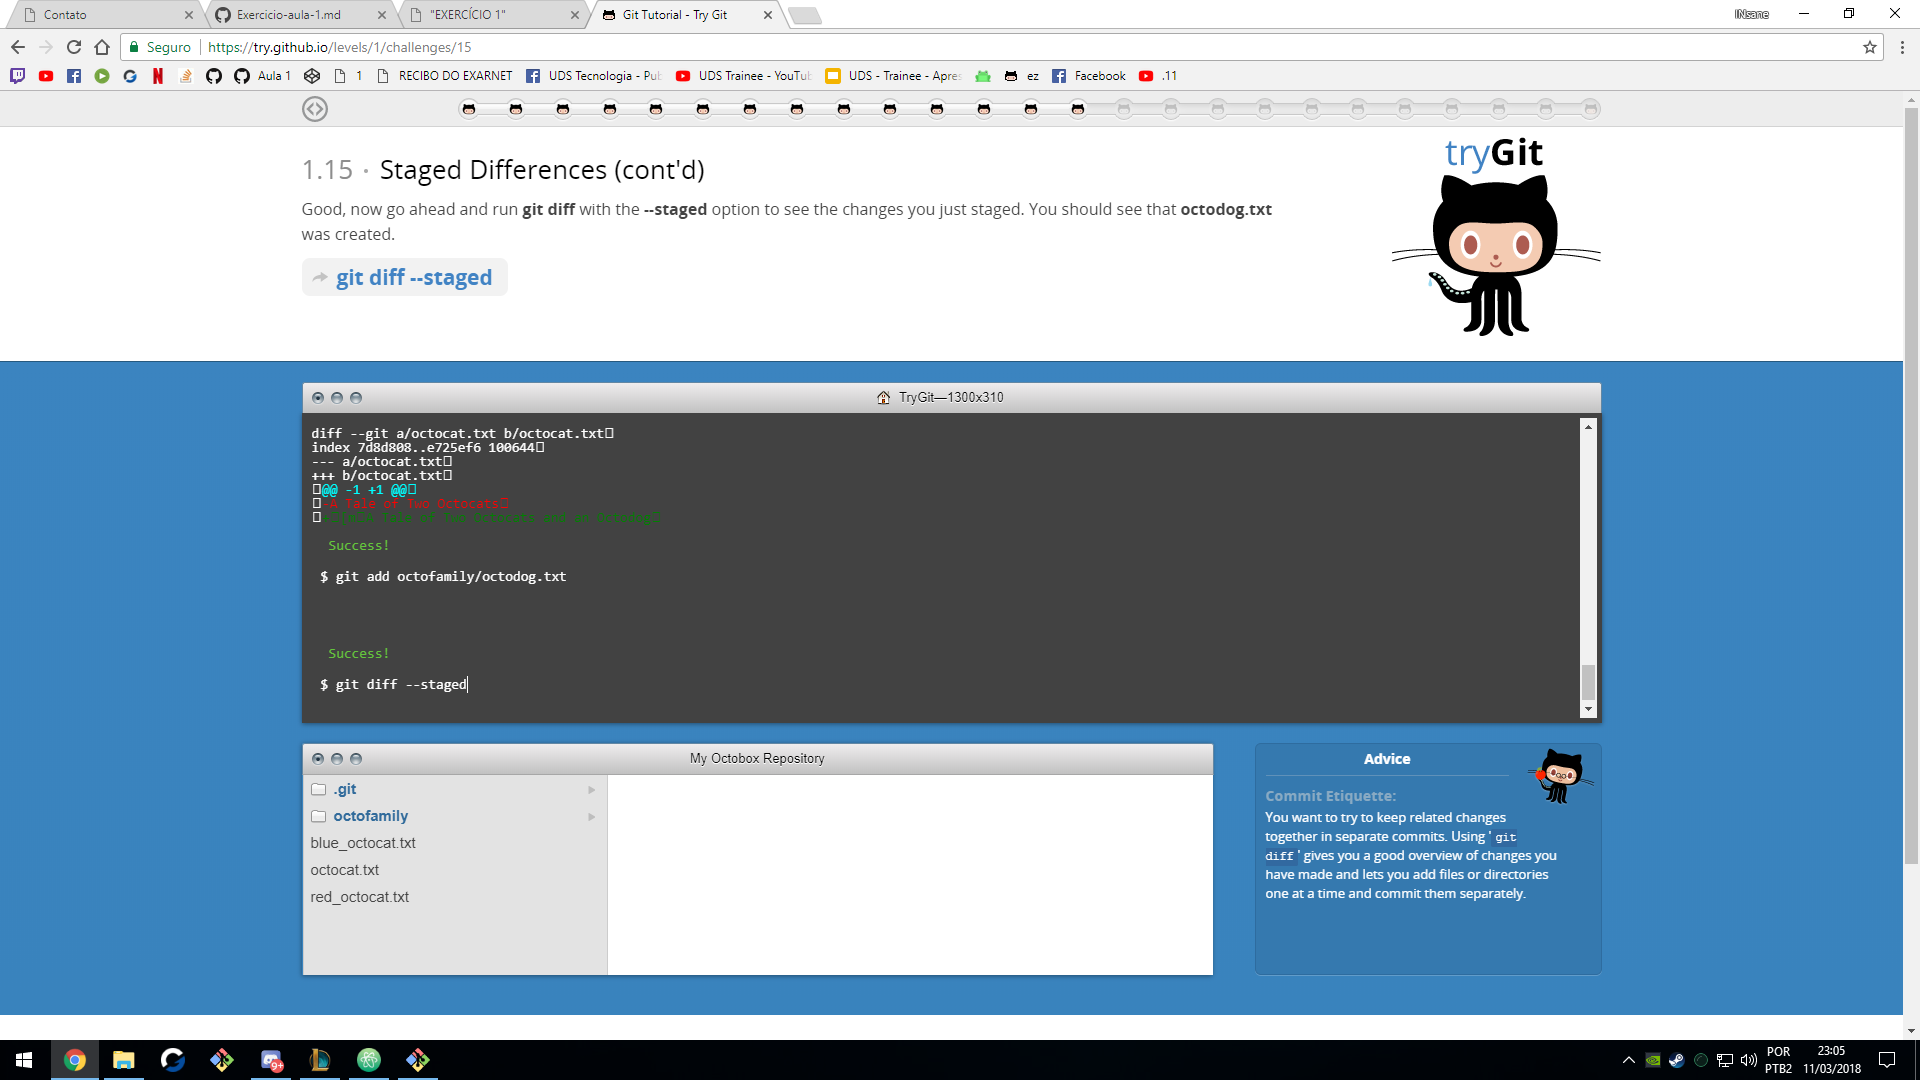 Contato
Exercicio-aula-1.md
"EXERCÍCIO 1"
Git Tutorial - Try Git
INsane
Seguro
https://try.github.io/levels/1/challenges/15
Aula 1
1
RECIBO DO EXARNET
UDS Tecnologia - Pub
UDS Trainee - YouTu
UDS - Trainee - Apres
ez
Facebook
.11
tryGit
1.15 · Staged Differences (cont'd)
Good, now go ahead and run git diff with the --staged option to see the changes you just staged. You should see that octodog.txt
was created.
git diff --staged
TryGit—1300x310
diff --git a/octocat.txt b/octocat.txt
index 7d8d808..e725ef6 100644
--- a/octocat.txt
+++ b/octocat.txt
@@ -1 +1 @@
-A Tale of Two Octocats
+[mA Tale of Two Octocats and an Octodog
Success!
$ git add octofamily/octodog.txt
Success!
$ git diff --staged
My Octobox Repository
.git
octofamily
blue_octocat.txt
octocat.txt
red_octocat.txt
Advice
Commit Etiquette:
You want to try to keep related changes
together in separate commits. Using 'git
diff' gives you a good overview of changes you
have made and lets you add files or directories
one at a time and commit them separately.
9+
POR
PTB2
23:05
11/03/2018